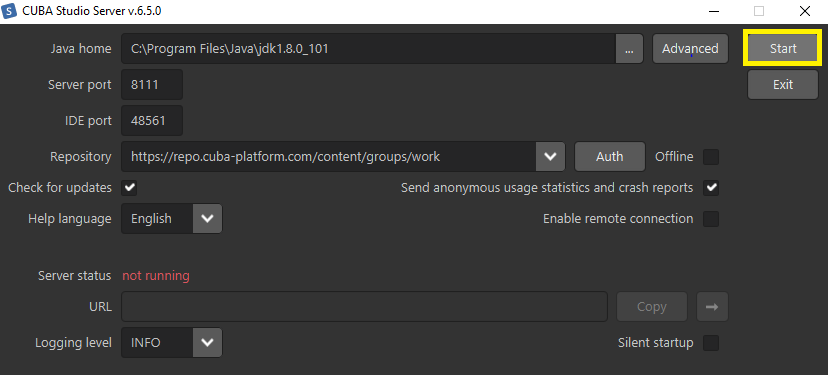 S CUBA Studio Server v.6.5.0
Java home C:\Program Files\Java\jdk1.8.0_101 ... Advanced Start
Server port 8111 Exit
IDE port 48561
Repository https://repo.cuba-platform.com/content/groups/work Auth Offline
Check for updates Send anonymous usage statistics and crash reports
Help language English Enable remote connection
Server status not running
URL Copy
Logging level INFO Silent startup